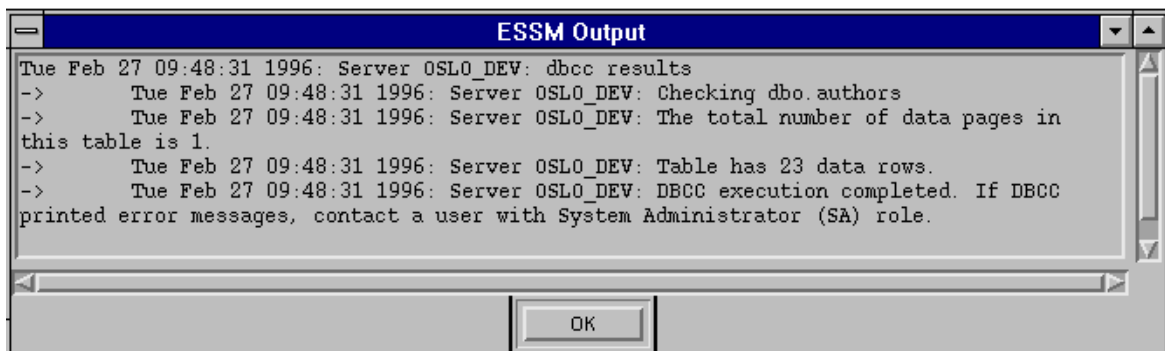 ESSM Output
Tue Feb 27 09:48:31 1996: Server OSLO_DEV: dbcc results
->      Tue Feb 27 09:48:31 1996: Server OSLO_DEV: Checking dbo.authors
->      Tue Feb 27 09:48:31 1996: Server OSLO_DEV: The total number of data pages in
this table is 1.
->      Tue Feb 27 09:48:31 1996: Server OSLO_DEV: Table has 23 data rows.
->      Tue Feb 27 09:48:31 1996: Server OSLO_DEV: DBCC execution completed. If DBCC
printed error messages, contact a user with System Administrator (SA) role.
OK